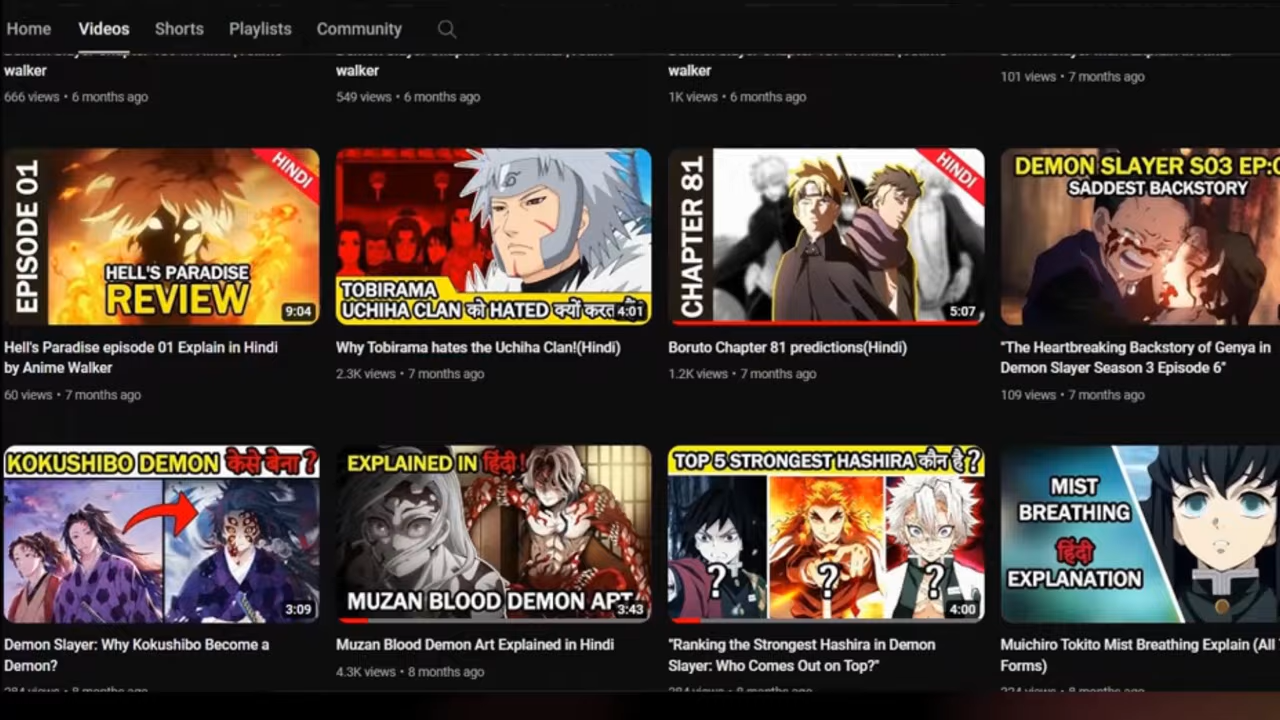 Home Videos Shorts Playlists Community
walker
666 views • 6 months ago
walker
549 views • 6 months ago
walker
1K views • 6 months ago
101 views • 7 months ago
EPISODE 01
HINDI
HELL'S PARADISE
REVIEW
9:04
Hell's Paradise episode 01 Explain in Hindi
by Anime Walker
60 views • 7 months ago
TOBIRAMA
UCHIHA CLAN को HATED क्यों करते
4:01
Why Tobirama hates the Uchiha Clan!(Hindi)
2.3K views • 7 months ago
CHAPTER 81
HINDI
5:07
Boruto Chapter 81 predictions(Hindi)
1.2K views • 7 months ago
DEMON SLAYER S03 EP:
SADDEST BACKSTORY
"The Heartbreaking Backstory of Genya in
Demon Slayer Season 3 Episode 6"
109 views • 7 months ago
KOKUSHIBO DEMON केसे बेना ?
3:09
Demon Slayer: Why Kokushibo Become a
Demon?
EXPLAINED IN हिंदी !
MUZAN BLOOD DEMON ART
3:43
Muzan Blood Demon Art Explained in Hindi
4.3K views • 8 months ago
TOP 5 STRONGEST HASHIRA कौन है ?
? ? ?
4:00
"Ranking the Strongest Hashira in Demon
Slayer: Who Comes Out on Top?"
MIST
BREATHING
हिंदी
EXPLANATION
Muichiro Tokito Mist Breathing Explain (All
Forms)